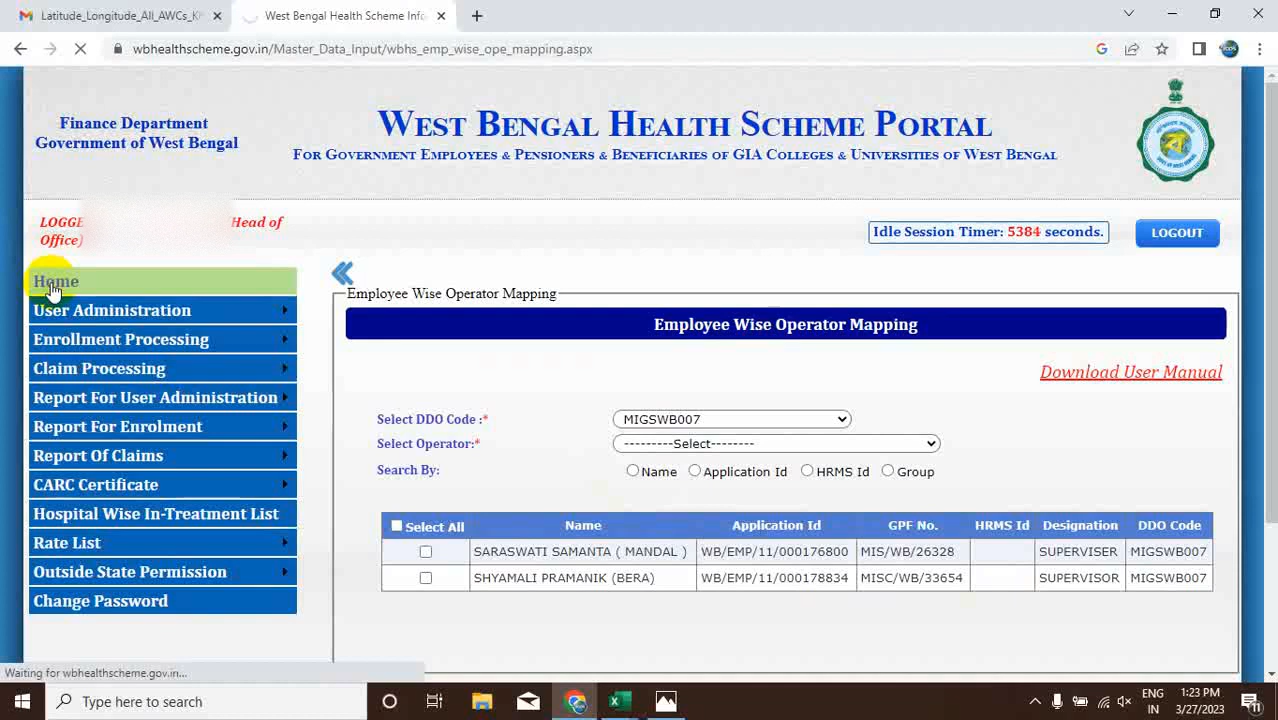 Latitude_Longitude_All_AWCs_K
West Bengal Health Scheme Info
wbhealthscheme.gov.in/Master_Data_Input/wbhs_emp_wise_ope_mapping.aspx
Finance Department
Government of West Bengal
WEST BENGAL HEALTH SCHEME PORTAL
FOR GOVERNMENT EMPLOYEES & PENSIONERS & BENEFICIARIES OF GIA COLLEGES & UNIVERSITIES OF WEST BENGAL
LOGGE Head of
Office)
Idle Session Timer: 5384 seconds.
LOGOUT
Home
User Administration
Enrollment Processing
Claim Processing
Report For User Administration
Report For Enrolment
Report Of Claims
CARC Certificate
Hospital Wise In-Treatment List
Rate List
Outside State Permission
Change Password
Employee Wise Operator Mapping
Employee Wise Operator Mapping
Download User Manual
Select DDO Code :* MIGSWB007
Select Operator:* ---------Select--------
Search By: Name Application Id HRMS Id Group
Select All Name Application Id GPF No. HRMS Id Designation DDO Code
SARASWATI SAMANTA ( MANDAL ) WB/EMP/11/000176800 MIS/WB/26328 SUPERVISER MIGSWB007
SHYAMALI PRAMANIK (BERA) WB/EMP/11/000178834 MISC/WB/33654 SUPERVISOR MIGSWB007
Waiting for wbhealthscheme.gov.in...
Type here to search
ENG
IN
1:23 PM
3/27/2023
11